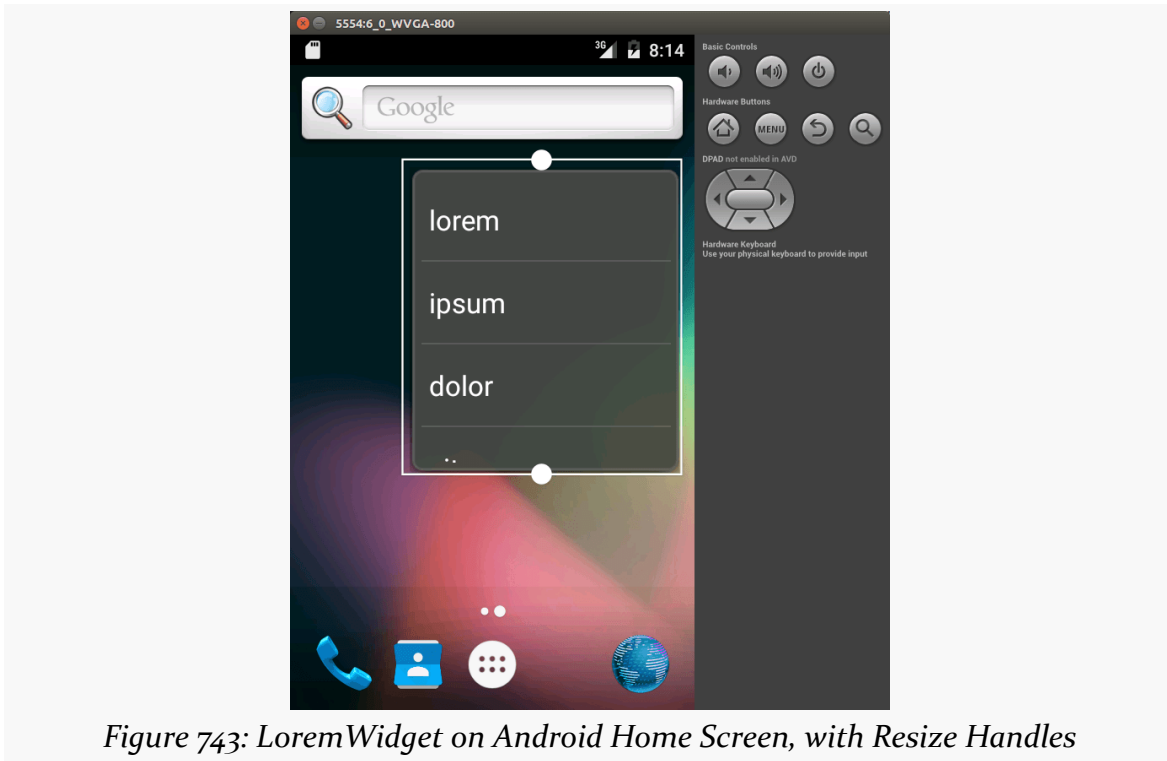 5554:6_0_WVGA-800
3G 8:14
Google
lorem
ipsum
dolor
Basic Controls
Hardware Buttons
MENU
DPAD not enabled in AVD
Hardware Keyboard
Use your physical keyboard to provide input
Figure 743: LoremWidget on Android Home Screen, with Resize Handles